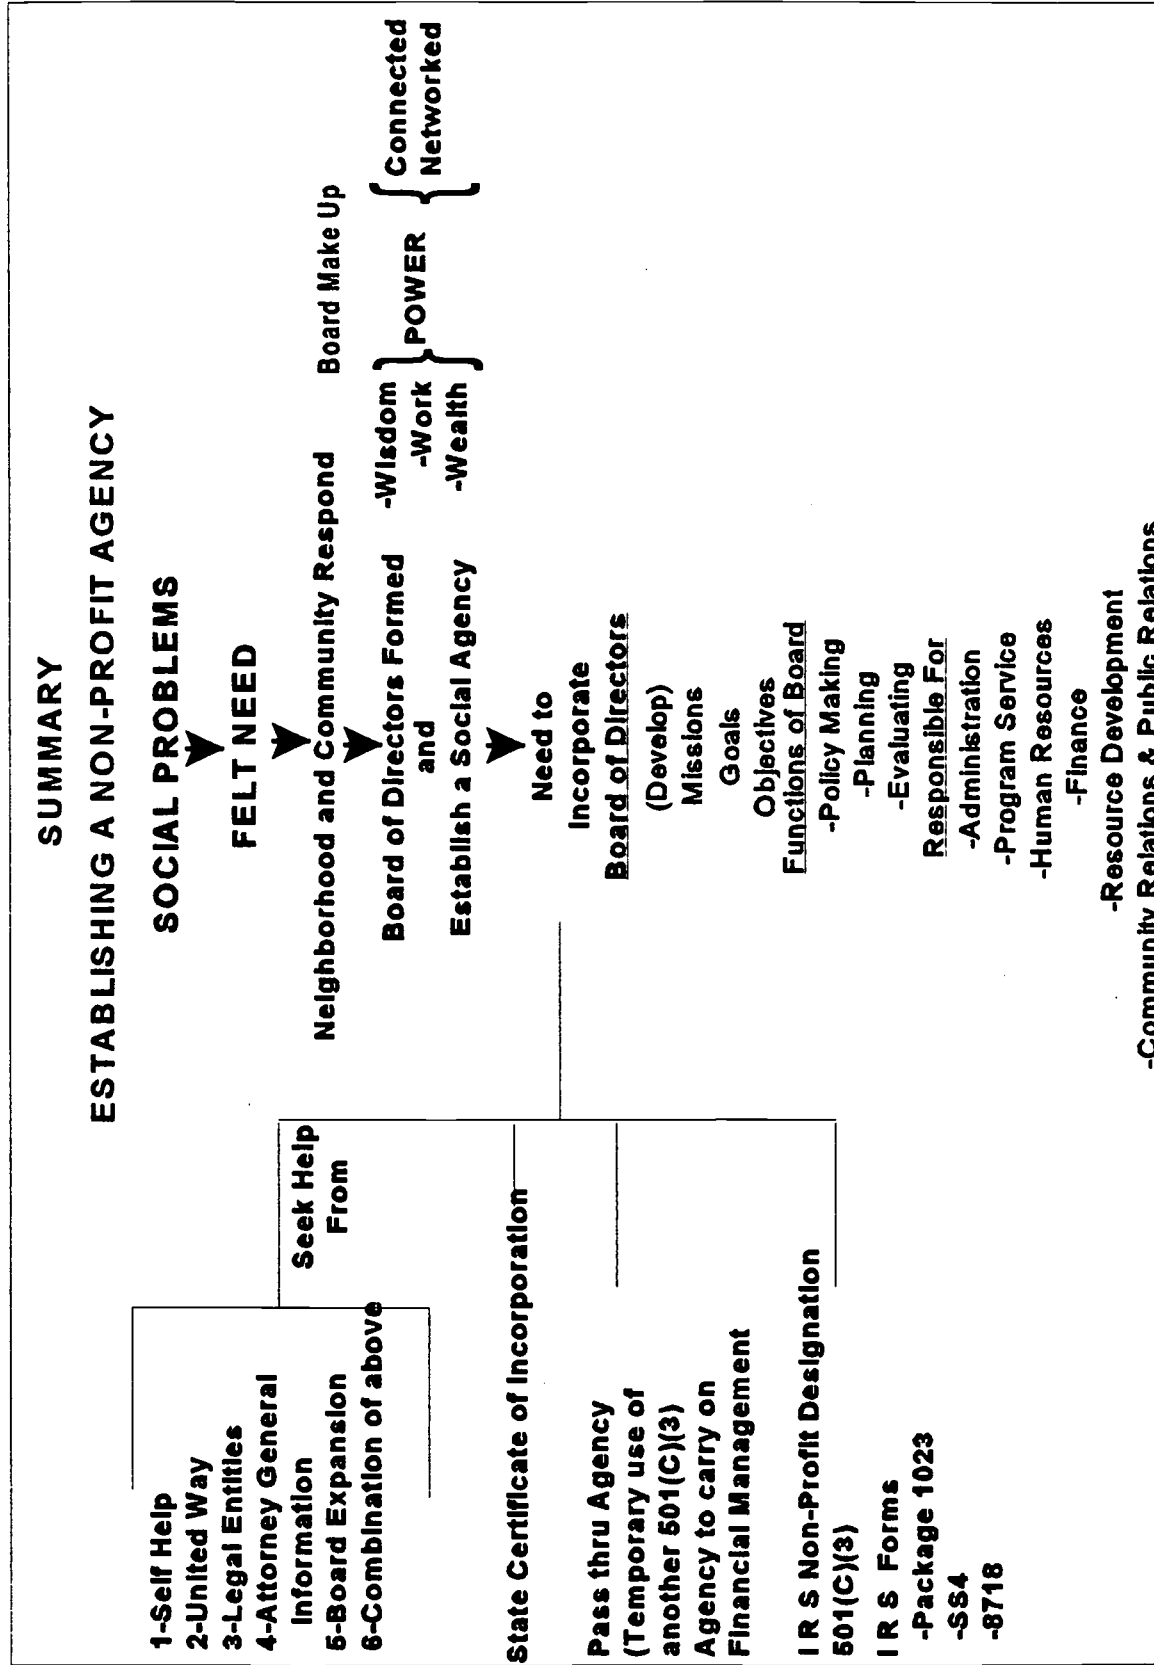 SUMMARY
ESTABLISHING A NON-PROFIT AGENCY
SOCIAL PROBLEMS
FELT NEED
Neighborhood and Community Respond
Board Make Up
Board of Directors Formed
and
Establish a Social Agency
-Wisdom
-Work
-Wealth
POWER
Connected
Networked
Need to
Incorporate
Board of Directors
(Develop)
Missions
Goals
Objectives
Functions of Board
-Policy Making
-Planning
-Evaluating
Responsible For
-Administration
-Program Service
-Human Resources
-Finance
-Resource Development
-Community Relations & Public Relations
Seek Help
From
1-Self Help
2-United Way
3-Legal Entities
4-Attorney General
Information
5-Board Expansion
6-Combination of above
State Certificate of Incorporation
Pass thru Agency
(Temporary use of
another 501(C)(3)
Agency to carry on
Financial Management
I R S Non-Profit Designation
501(C)(3)
I R S Forms
-Package 1023
-SS4
-8718